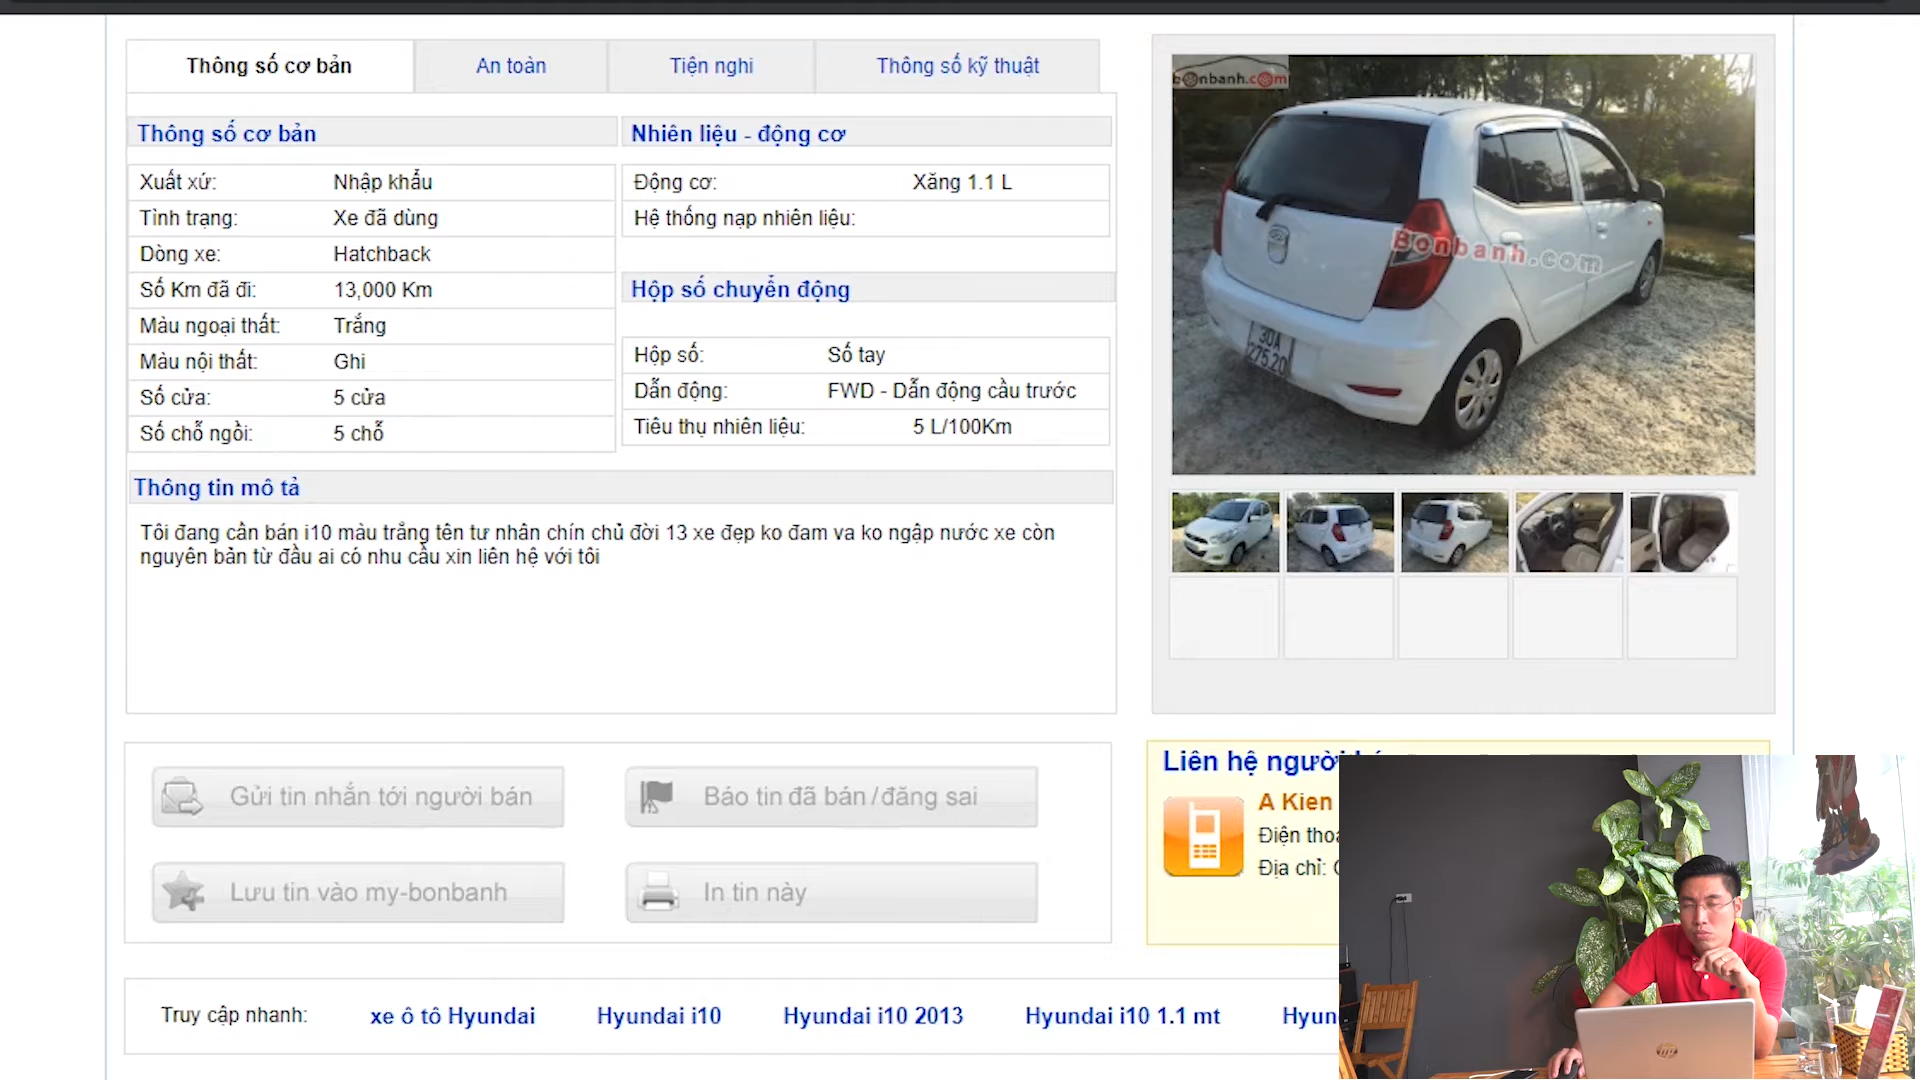 Thông số cơ bản
An toàn
Tiện nghi
Thông số kỹ thuật
Thông số cơ bản
Xuất xứ: Nhập khẩu
Tình trạng: Xe đã dùng
Dòng xe: Hatchback
Số Km đã đi: 13,000 Km
Màu ngoại thất: Trắng
Màu nội thất: Ghi
Số cửa: 5 cửa
Số chỗ ngồi: 5 chỗ
Nhiên liệu - động cơ
Động cơ: Xăng 1.1 L
Hệ thống nạp nhiên liệu:
Hộp số chuyển động
Hộp số: Số tay
Dẫn động: FWD - Dẫn động cầu trước
Tiêu thụ nhiên liệu: 5 L/100Km
Thông tin mô tả
Tôi đang cần bán i10 màu trắng tên tư nhân chín chủ đời 13 xe đẹp ko đam va ko ngập nước xe còn
nguyên bản từ đầu ai có nhu cầu xin liên hệ với tôi
bonbanh.com
Bonbanh.com
30A
275.20
Gửi tin nhắn tới người bán
Báo tin đã bán/đăng sai
Lưu tin vào my-bonbanh
In tin này
Liên hệ người
A Kien
Điện
Địa chỉ:
Truy cập nhanh:
xe ô tô Hyundai
Hyundai i10
Hyundai i10 2013
Hyundai i10 1.1 mt
Hyun
hp